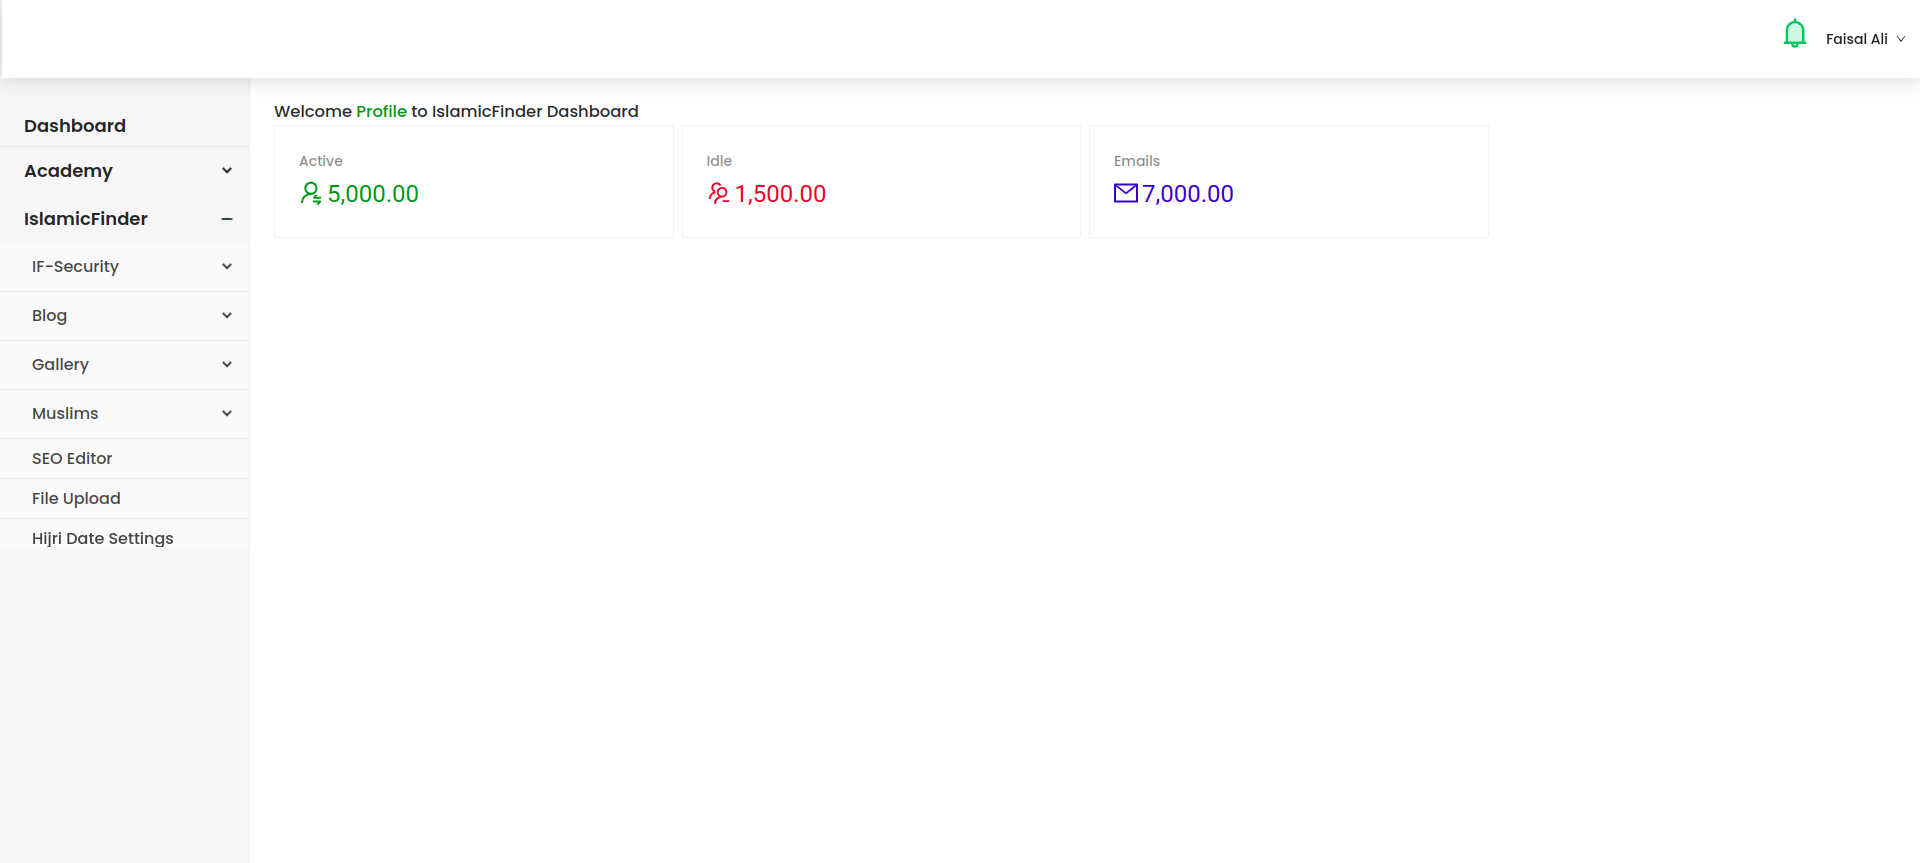 Faisal Ali
Dashboard
Academy
IslamicFinder
IF-Security
Blog
Gallery
Muslims
SEO Editor
File Upload
Hijri Date Settings
Welcome Profile to IslamicFinder Dashboard
Active
5,000.00
Idle
1,500.00
Emails
7,000.00